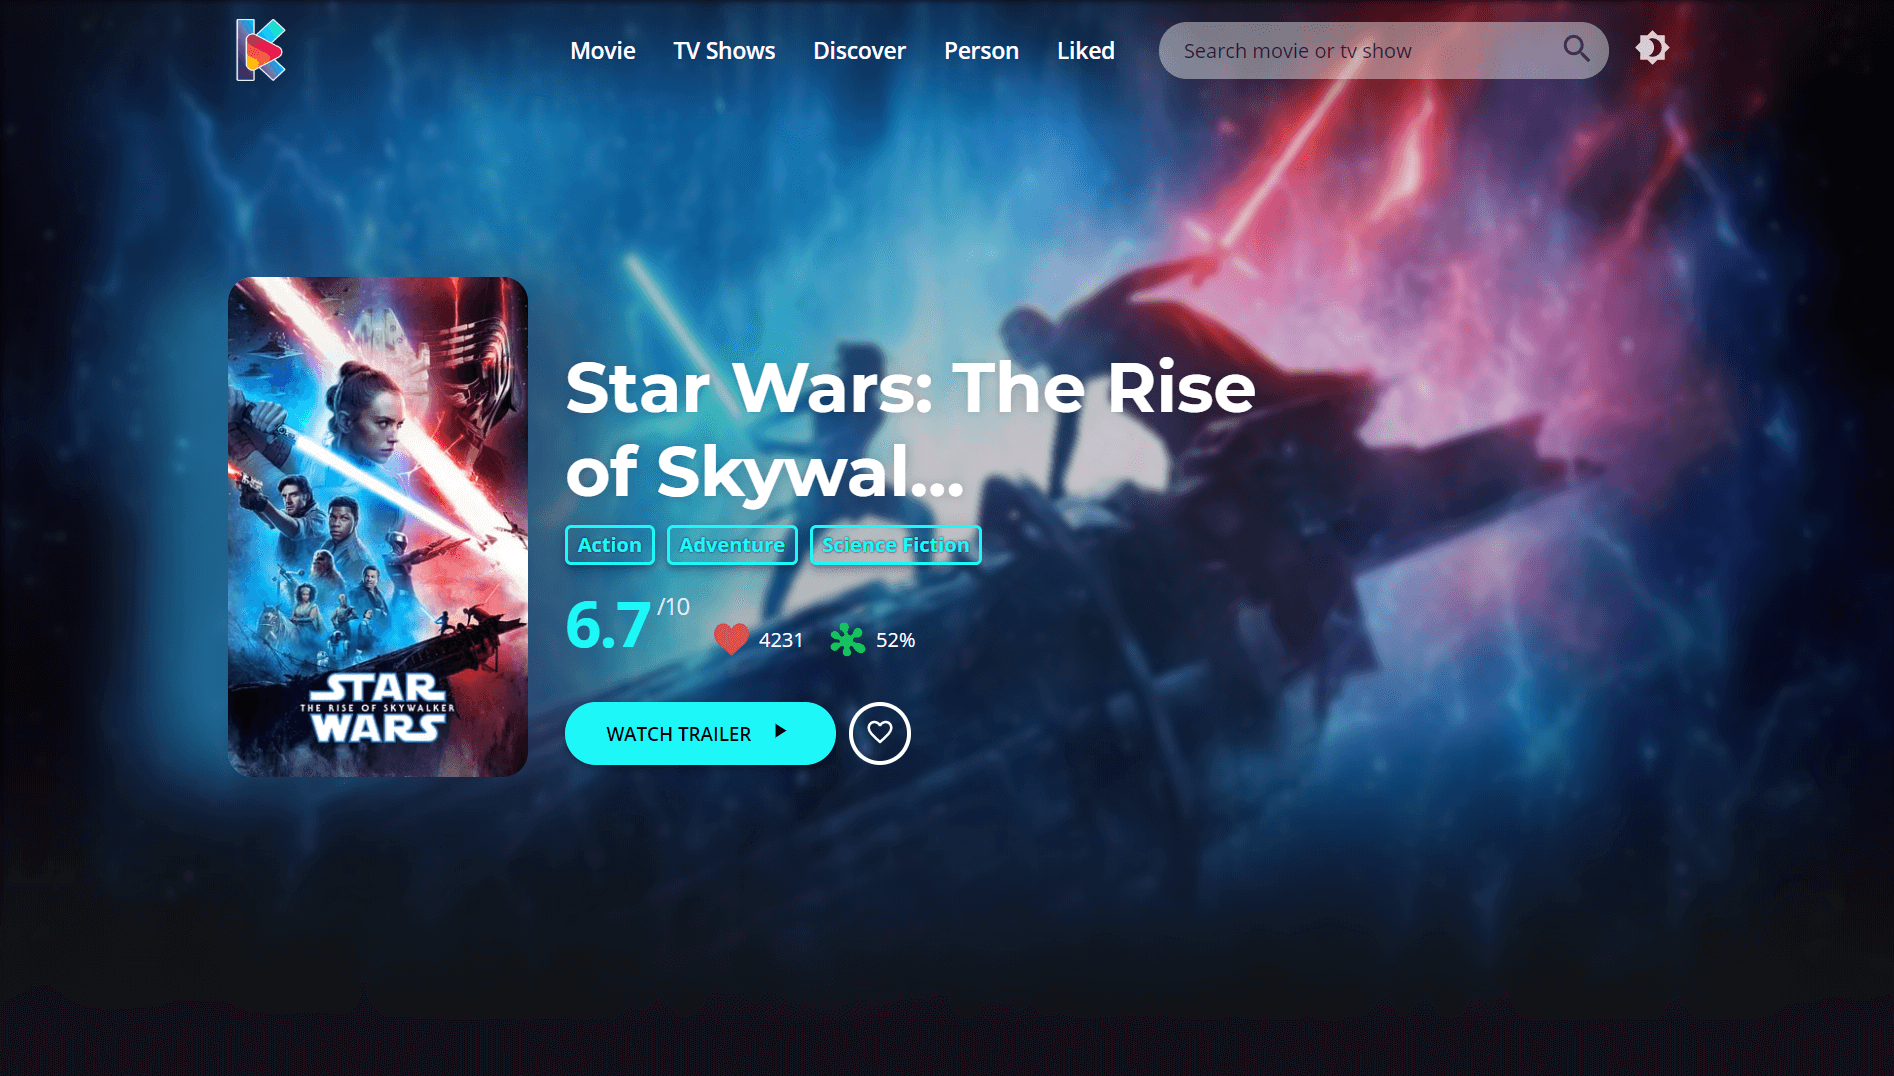 Movie
TV Shows
Discover
Person
Liked
Search movie or tv show
Star Wars: The Rise
of Skywal...
Action
Adventure
Science Fiction
6.7/10
4231
52%
WATCH TRAILER
STAR
THE RISE OF SKYWALKER
WARS